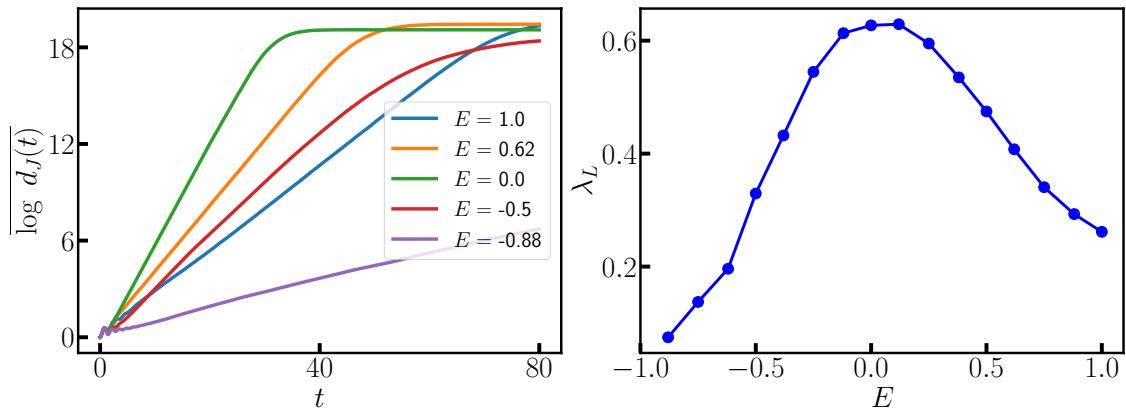 18
12
6
0
log d_J(t)
E = 1.0
E = 0.62
E = 0.0
E = -0.5
E = -0.88
0 40 80
t
0.6
0.4
0.2
λ_L
−1.0 −0.5 0.0 0.5 1.0
E